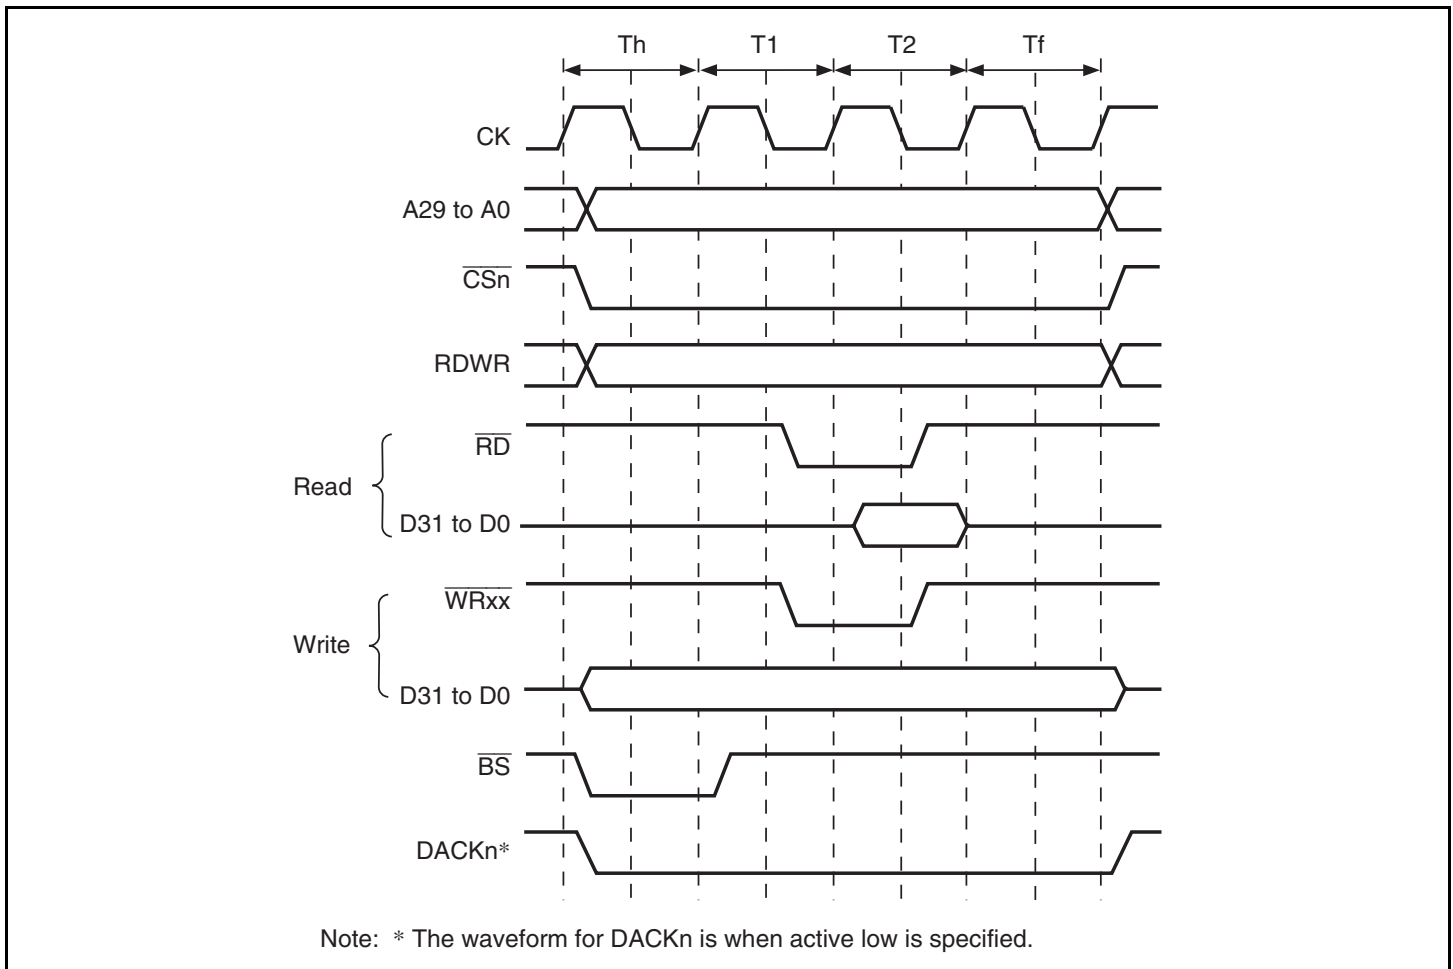 Th T1 T2 Tf
CK
A29 to A0
CSn
RDWR
RD
Read
D31 to D0
WRxx
Write
D31 to D0
BS
DACKn*
Note: * The waveform for DACKn is when active low is specified.